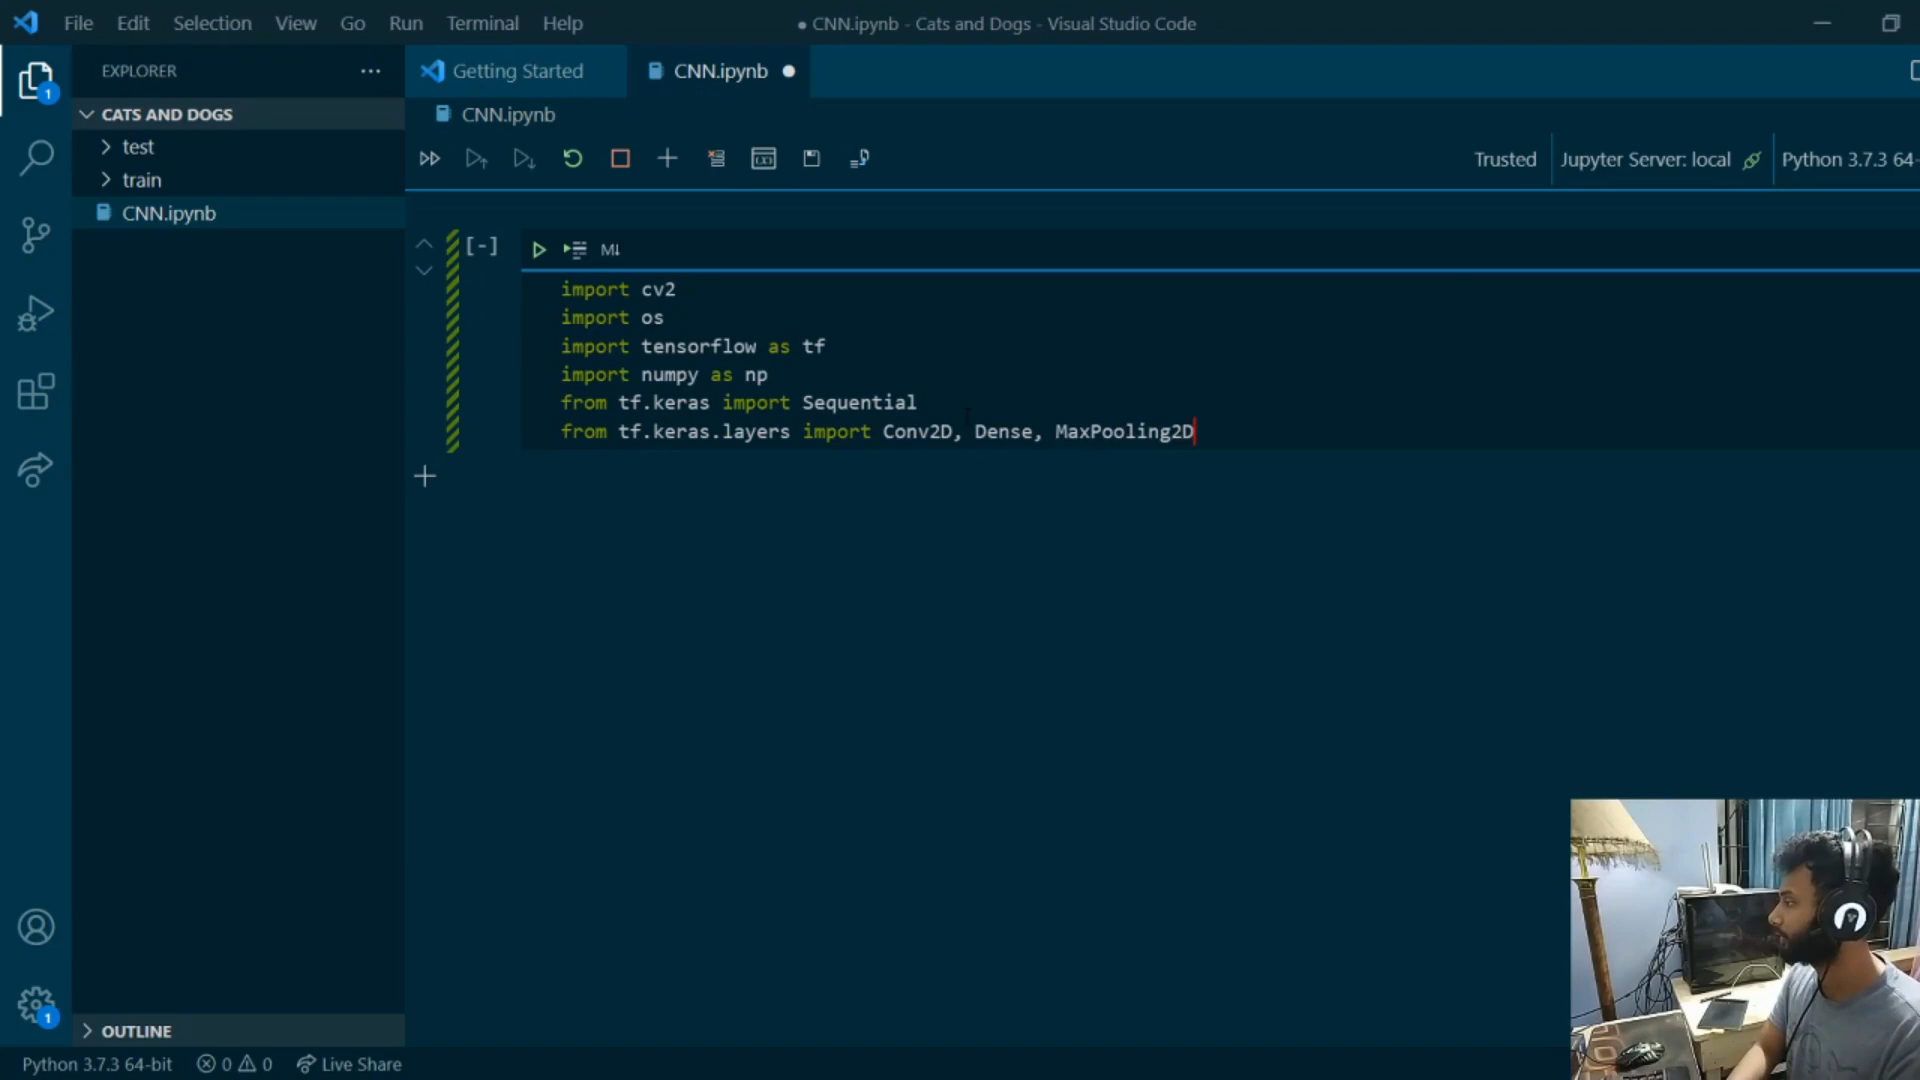 File Edit Selection View Go Run Terminal Help
● CNN.ipynb - Cats and Dogs - Visual Studio Code
EXPLORER
Getting Started
CNN.ipynb
1
CATS AND DOGS
CNN.ipynb
test
train
CNN.ipynb
Trusted
Jupyter Server: local
Python 3.7.3 64-
[-]
M↓
import cv2
import os
import tensorflow as tf
import numpy as np
from tf.keras import Sequential
from tf.keras.layers import Conv2D, Dense, MaxPooling2D
1
OUTLINE
Python 3.7.3 64-bit
0
0
Live Share